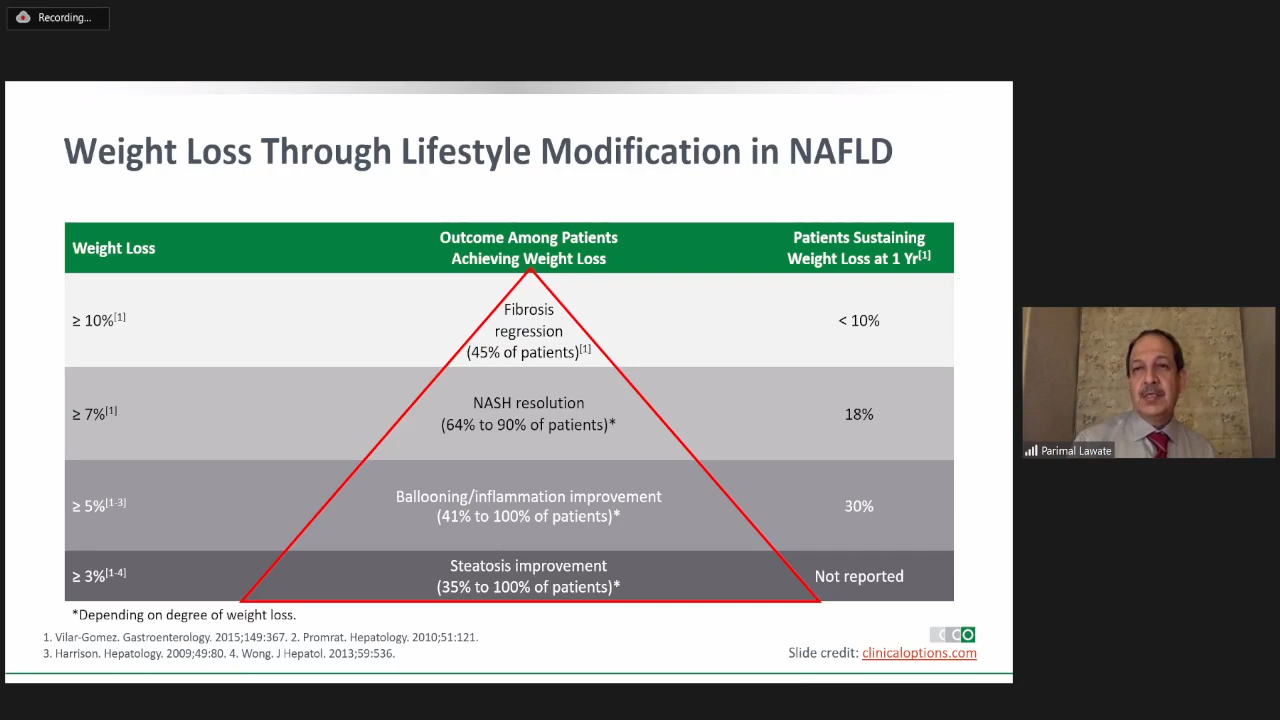 Recording...
Weight Loss Through Lifestyle Modification in NAFLD
Weight Loss
Outcome Among Patients
Achieving Weight Loss
Patients Sustaining
Weight Loss at 1 Yr[1]
≥ 10%[1]
Fibrosis
regression
(45% of patients)[1]
< 10%
≥ 7%[1]
NASH resolution
(64% to 90% of patients)*
18%
≥ 5%[1-3]
Ballooning/inflammation improvement
(41% to 100% of patients)*
30%
≥ 3%[1-4]
Steatosis improvement
(35% to 100% of patients)*
Not reported
*Depending on degree of weight loss.
1. Vilar-Gomez. Gastroenterology. 2015;149:367. 2. Promrat. Hepatology. 2010;51:121.
3. Harrison. Hepatology. 2009;49:80. 4. Wong. J Hepatol. 2013;59:536.
CCO
Slide credit: clinicaloptions.com
Parimal Lawate